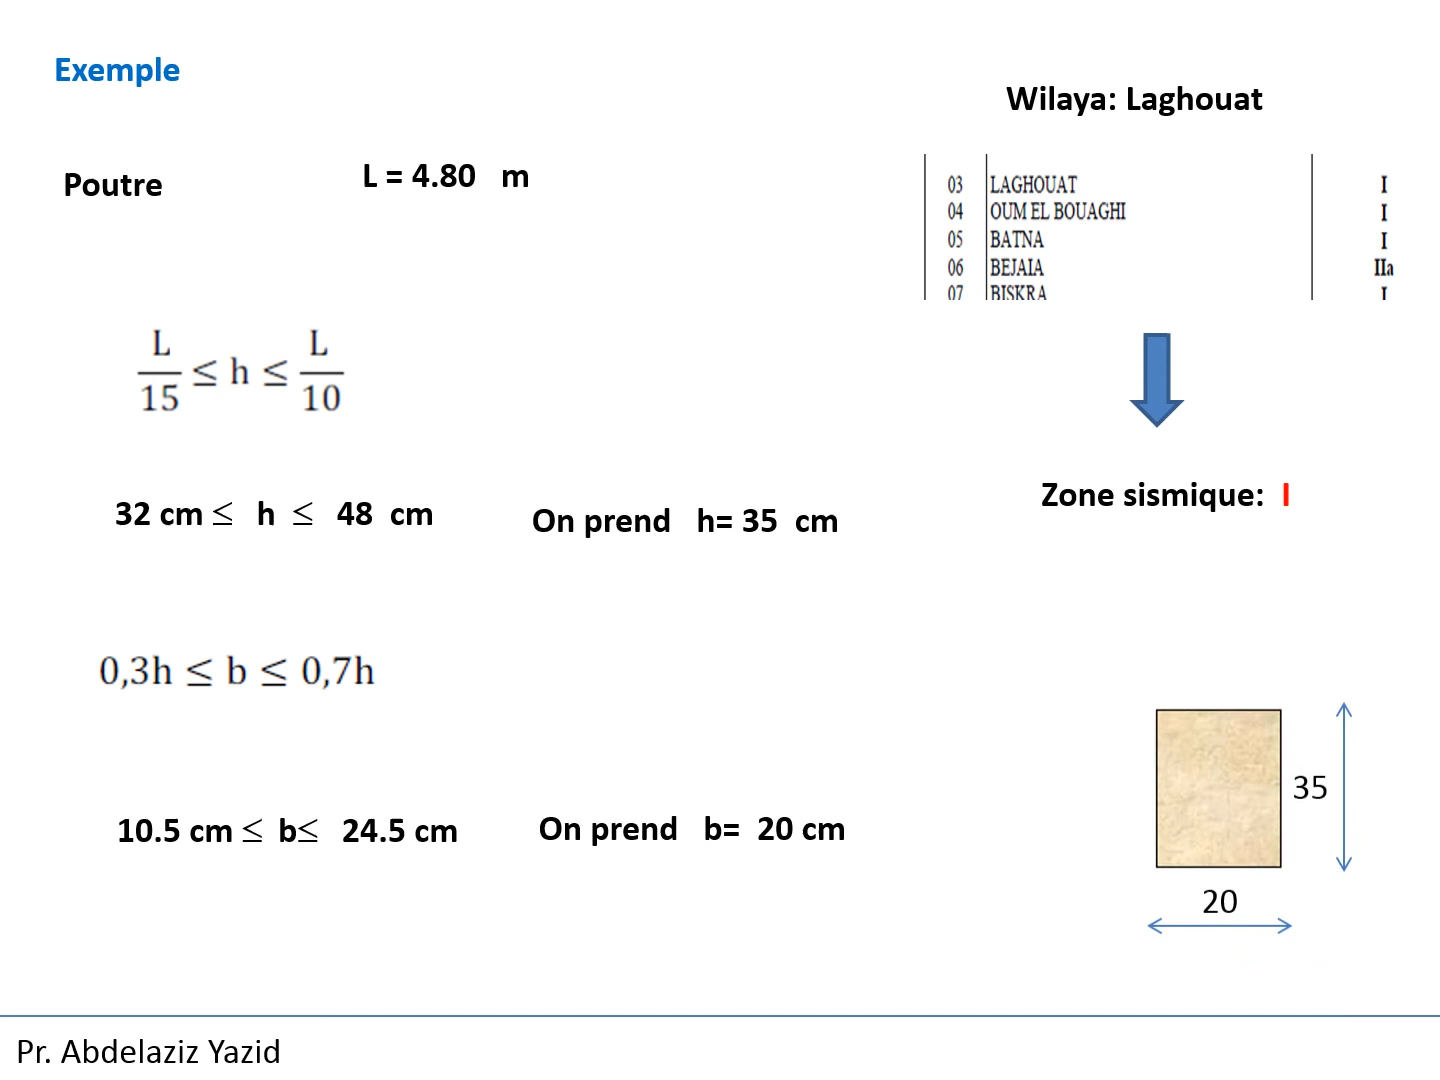 Exemple
Wilaya: Laghouat
Poutre
L = 4.80 m
03 LAGHOUAT I
04 OUM EL BOUAGHI I
05 BATNA I
06 BEJAIA IIa
07 BISKRA I
L/15 ≤ h ≤ L/10
Zone sismique: I
32 cm ≤ h ≤ 48 cm
On prend h= 35 cm
0,3h ≤ b ≤ 0,7h
35
10.5 cm ≤ b≤ 24.5 cm
On prend b= 20 cm
20
Pr. Abdelaziz Yazid